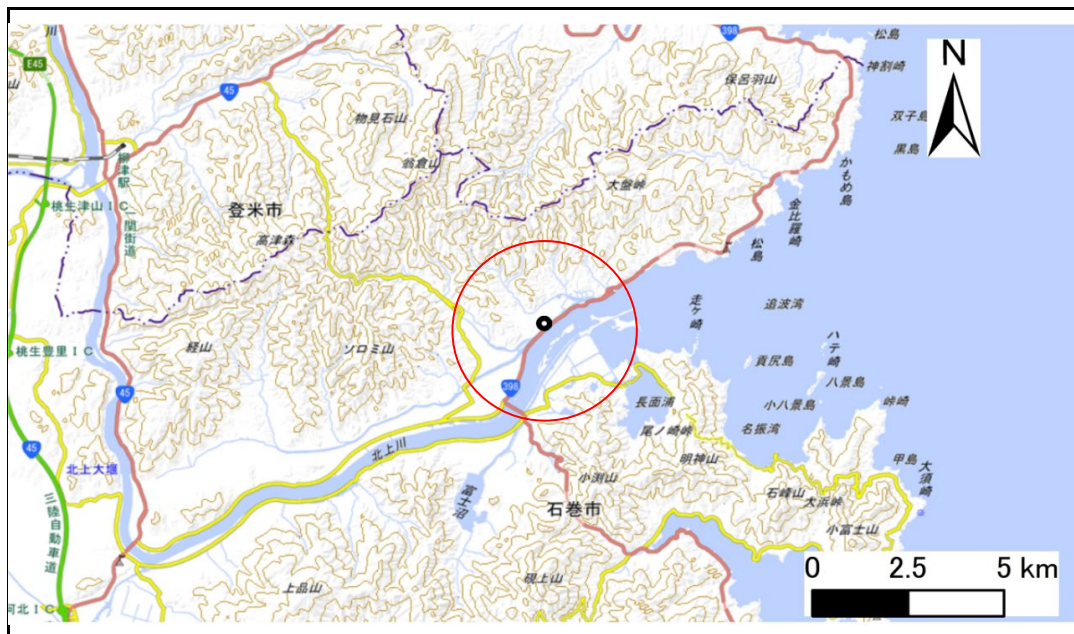 川
398
松島
E45
神割崎
N
45
保呂羽山
山
物見石山
双子島
黒島
翁倉山
柳津駅
かもめ島
大盤峠
桃生津山IC
登米市
金比羅崎
一関街道
高津森
松島
追波湾
走ヶ崎
ハテ崎
桃生豊里IC
経山
ソロミ山
貢尻島
八景島
45
398
長面浦
小八景島
峠崎
尾ノ崎峠
名振湾
45
北上川
明神山
甲島
大須崎
北上大堰
小渕山
石峰山
大浜峠
富士沼
石巻市
小富士山
三陸自動車道
0 2.5 5 km
硯上山
上品山
河北IC